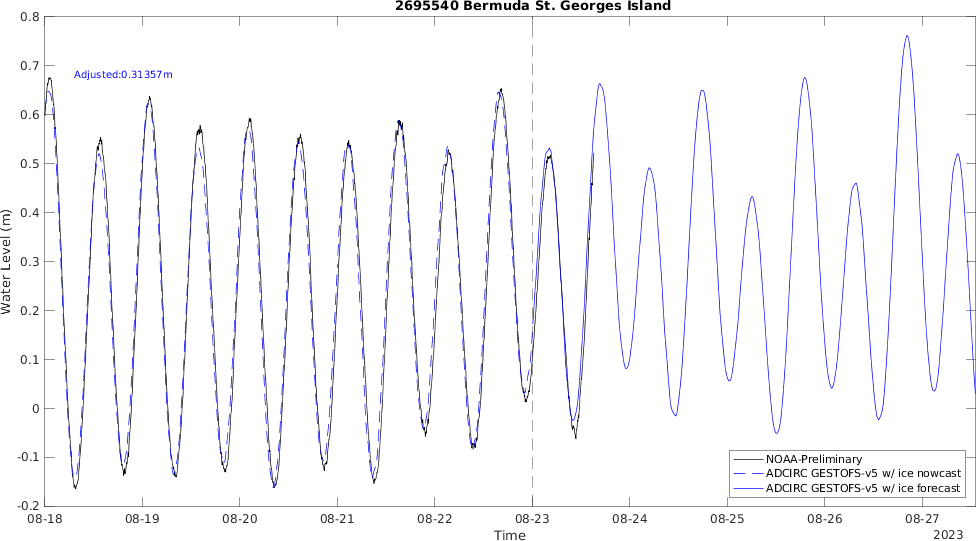 2695540 Bermuda St. Georges Island
0.8
0.7
0.6
0.5
0.4
0.3
0.2
0.1
0
-0.1
-0.2
Water Level (m)
Adjusted:0.31357m
NOAA-Preliminary
ADCIRC GESTOFS-v5 w/ ice nowcast
ADCIRC GESTOFS-v5 w/ ice forecast
08-18 08-19 08-20 08-21 08-22 08-23 08-24 08-25 08-26 08-27
Time
2023